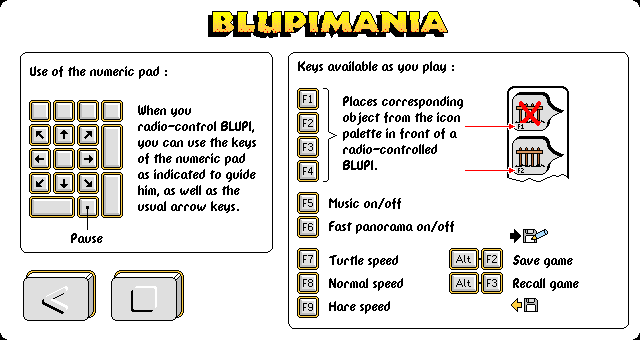 BLUPIMANIA
Use of the numeric pad :
When you
radio-control BLUPI,
you can use the keys
of the numeric pad
as indicated to guide
him, as well as the
usual arrow keys.
Pause
Keys available as you play :
F1
F2
F3
F4
Places corresponding
object from the icon
palette in front of a
radio-controlled
BLUPI.
F1
F2
F5 Music on/off
F6 Fast panorama on/off
F7 Turtle speed
F8 Normal speed
F9 Hare speed
Alt F2 Save game
Alt F3 Recall game